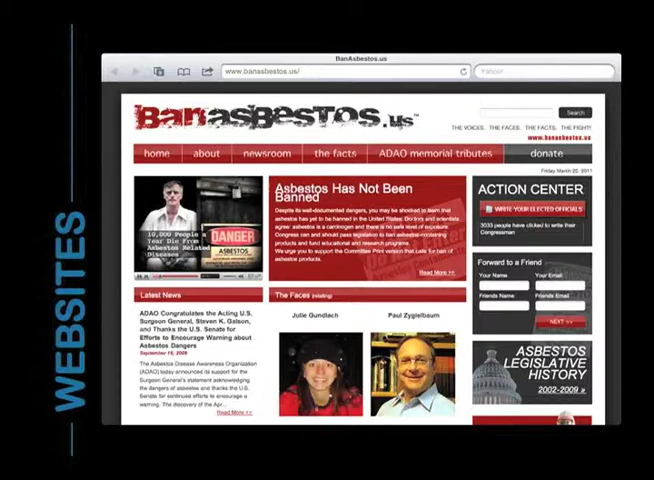 WEBSITES
BanAsbestos.us
www.banasbestos.us/
Yahoo!
BanasBesTos.us™
Search
THE VOICES. THE FACES. THE FACTS. THE FIGHT!
www.banasbestos.us
home about newsroom the facts ADAO memorial tributes donate
2011
10,000 People a
Year Die From
Asbestos Related
Diseases
DANGER
ASBESTOS
Asbestos Has Not Been
Banned
Despite its well-documented dangers, you may be shocked to learn that
asbestos has yet to be banned in the United States. Doctors and scientists
agree: asbestos is a carcinogen and there is no safe level of exposure.
Congress can and should pass legislation to ban asbestos-containing
products and fund educational and research programs.
We urge you to support the Committee Print version that calls for ban of
asbestos products.
Read More >>
ACTION CENTER
WRITE YOUR ELECTED OFFICIALS
3033 people have clicked to write their
Congressman
Forward to a Friend
Your Name Your Email
Friends Name Friends Email
NEXT >>
Latest News
ADAO Congratulates the Acting U.S.
Surgeon General, Steven K. Galson,
and Thanks the U.S. Senate for
Efforts to Encourage Warning about
Asbestos Dangers
The Asbestos Disease Awareness Organization
(ADAO) today announced its support for the
Surgeon General's statement acknowledging
the dangers of asbestos and thanks the U.S.
Senate for continued efforts to encourage a
warning. The discovery of the Apr...
Read More >>
The Faces
Julie Gundlach
Paul Zygielbaum
ASBESTOS
LEGISLATIVE
HISTORY
2002-2009 »